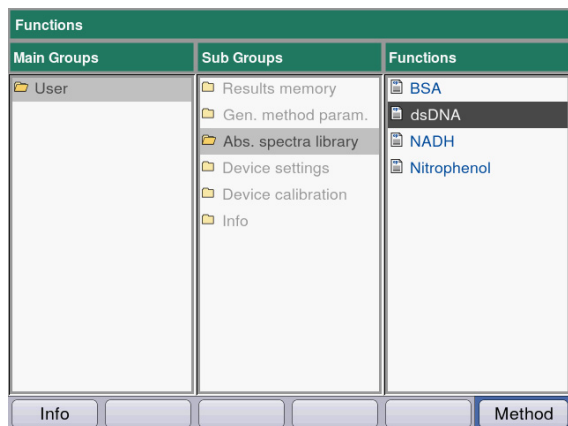 Functions
Main Groups
Sub Groups
Functions
User
Results memory
Gen. method param.
Abs. spectra library
Device settings
Device calibration
Info
BSA
dsDNA
NADH
Nitrophenol
Info
Method